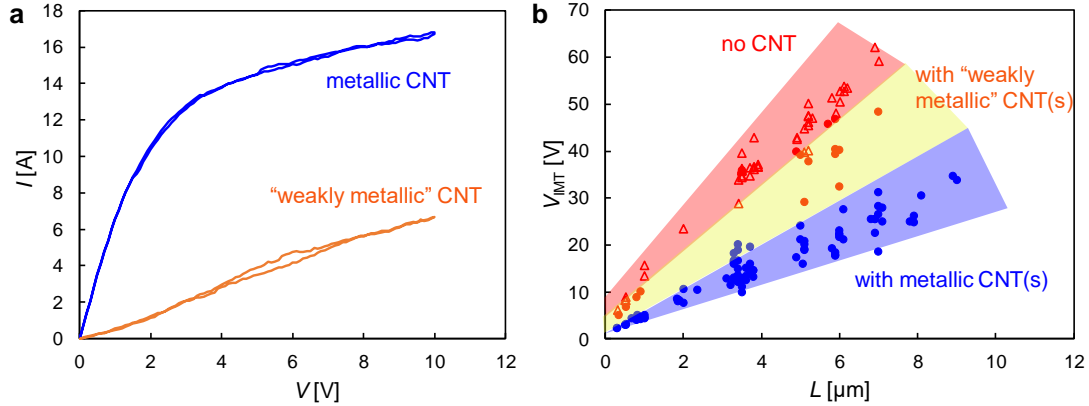 a
I [A]
18
16
14
12
10
8
6
4
2
0
metallic CNT
“weakly metallic” CNT
0 2 4 6 8 10 12
V [V]
b
V_IMT [V]
70
60
50
40
30
20
10
0
no CNT
with “weakly
metallic” CNT(s)
with metallic CNT(s)
0 2 4 6 8 10 12
L [µm]